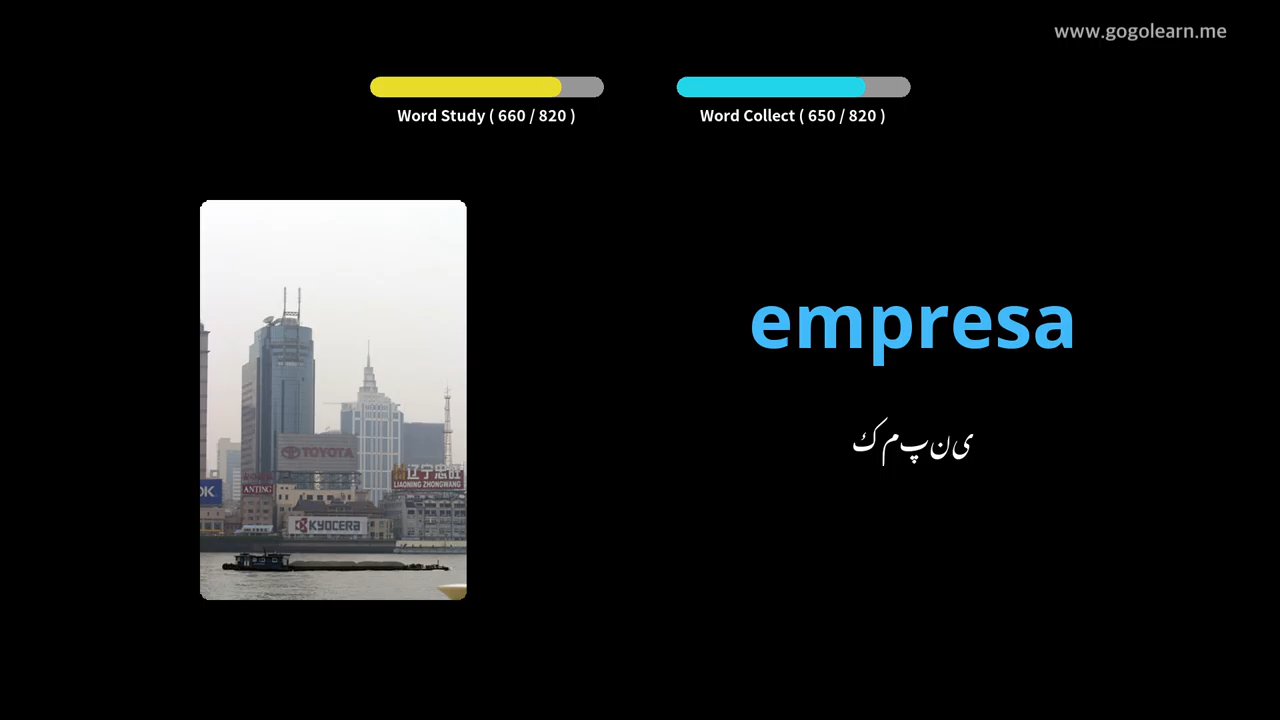 www.gogolearn.me
Word Study ( 660 / 820 )
Word Collect ( 650 / 820 )
empresa
کمپنی
TOYOTA
LIAONING ZHONGWANG
ANTING
KYOCERA